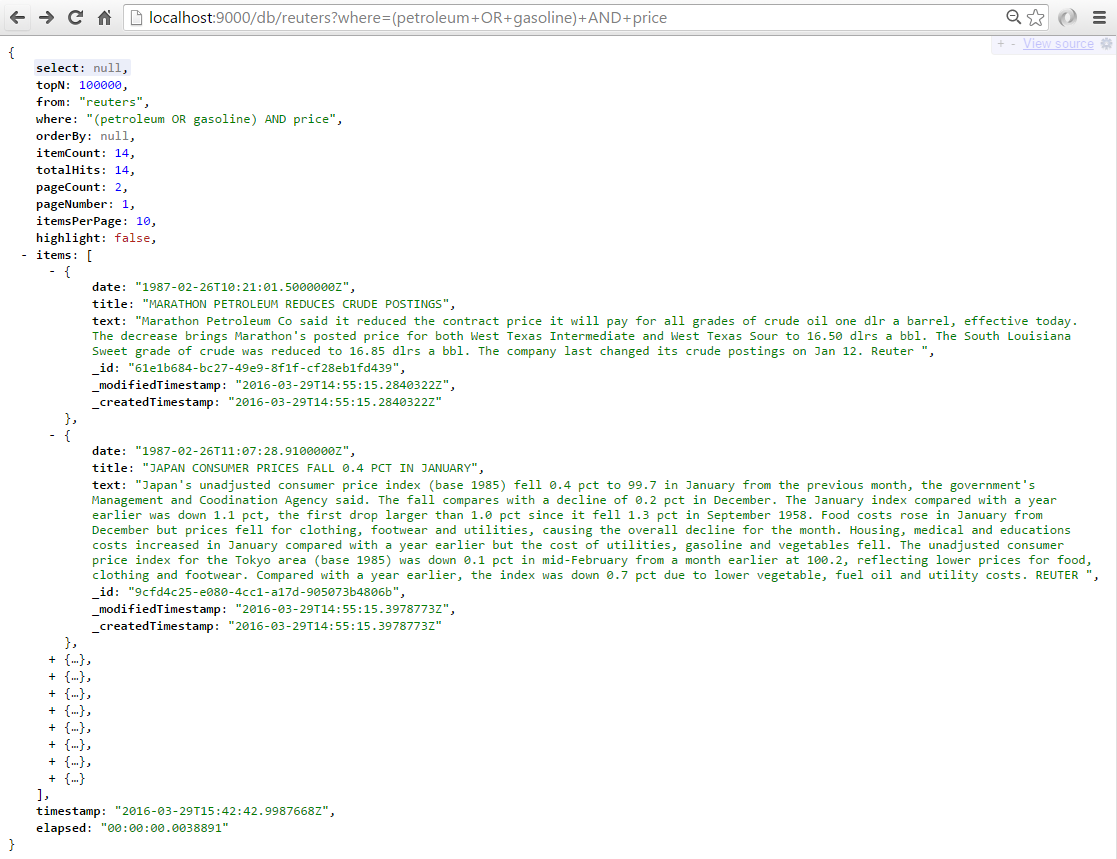 localhost:9000/db/reuters?where=(petroleum+OR+gasoline)+AND+price
+ - View source
{
select: null,
topN: 100000,
from: "reuters",
where: "(petroleum OR gasoline) AND price",
orderBy: null,
itemCount: 14,
totalHits: 14,
pageCount: 2,
pageNumber: 1,
itemsPerPage: 10,
highlight: false,
- items: [
- {
date: "1987-02-26T10:21:01.5000000Z",
title: "MARATHON PETROLEUM REDUCES CRUDE POSTINGS",
text: "Marathon Petroleum Co said it reduced the contract price it will pay for all grades of crude oil one dlr a barrel, effective today.
The decrease brings Marathon's posted price for both West Texas Intermediate and West Texas Sour to 16.50 dlrs a bbl. The South Louisiana
Sweet grade of crude was reduced to 16.85 dlrs a bbl. The company last changed its crude postings on Jan 12. Reuter ",
_id: "61e1b684-bc27-49e9-8f1f-cf28eb1fd439",
_modifiedTimestamp: "2016-03-29T14:55:15.2840322Z",
_createdTimestamp: "2016-03-29T14:55:15.2840322Z"
},
- {
date: "1987-02-26T11:07:28.9100000Z",
title: "JAPAN CONSUMER PRICES FALL 0.4 PCT IN JANUARY",
text: "Japan's unadjusted consumer price index (base 1985) fell 0.4 pct to 99.7 in January from the previous month, the government's
Management and Coodination Agency said. The fall compares with a decline of 0.2 pct in December. The January index compared with a year
earlier was down 1.1 pct, the first drop larger than 1.0 pct since it fell 1.3 pct in September 1958. Food costs rose in January from
December but prices fell for clothing, footwear and utilities, causing the overall decline for the month. Housing, medical and educations
costs increased in January compared with a year earlier but the cost of utilities, gasoline and vegetables fell. The unadjusted consumer
price index for the Tokyo area (base 1985) was down 0.1 pct in mid-February from a month earlier at 100.2, reflecting lower prices for food,
clothing and footwear. Compared with a year earlier, the index was down 0.7 pct due to lower vegetable, fuel oil and utility costs. REUTER ",
_id: "9cfd4c25-e080-4cc1-a17d-905073b4806b",
_modifiedTimestamp: "2016-03-29T14:55:15.3978773Z",
_createdTimestamp: "2016-03-29T14:55:15.3978773Z"
},
+ {…},
+ {…},
+ {…},
+ {…},
+ {…},
+ {…},
+ {…},
+ {…}
],
timestamp: "2016-03-29T15:42:42.9987668Z",
elapsed: "00:00:00.0038891"
}